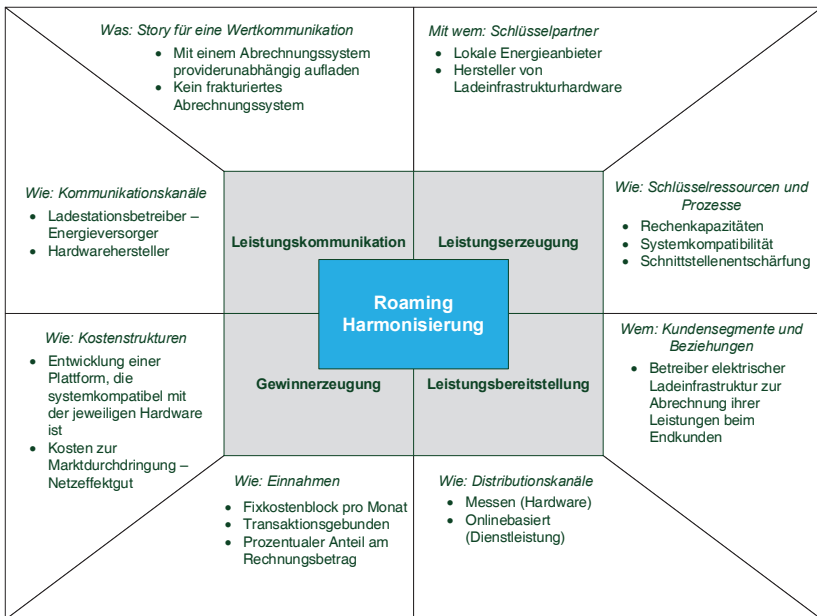 Was: Story für eine Wertkommunikation
• Mit einem Abrechnungssystem
providerunabhängig aufladen
• Kein frakturiertes
Abrechnungssystem
Mit wem: Schlüsselpartner
• Lokale Energieanbieter
• Hersteller von
Ladeinfrastrukturhardware
Wie: Kommunikationskanäle
• Ladestationsbetreiber –
Energieversorger
• Hardwarehersteller
Leistungskommunikation
Leistungserzeugung
Wie: Schlüsselressourcen und
Prozesse
• Rechenkapazitäten
• Systemkompatibilität
• Schnittstellenentschärfung
Roaming
Harmonisierung
Wie: Kostenstrukturen
• Entwicklung einer
Plattform, die
systemkompatibel mit
der jeweiligen Hardware
ist
• Kosten zur
Marktdurchdringung –
Netzeffektgut
Gewinnerzeugung
Leistungsbereitstellung
Wem: Kundensegmente und
Beziehungen
• Betreiber elektrischer
Ladeinfrastruktur zur
Abrechnung ihrer
Leistungen beim
Endkunden
Wie: Einnahmen
• Fixkostenblock pro Monat
• Transaktionsgebunden
• Prozentualer Anteil am
Rechnungsbetrag
Wie: Distributionskanäle
• Messen (Hardware)
• Onlinebasiert
(Dienstleistung)